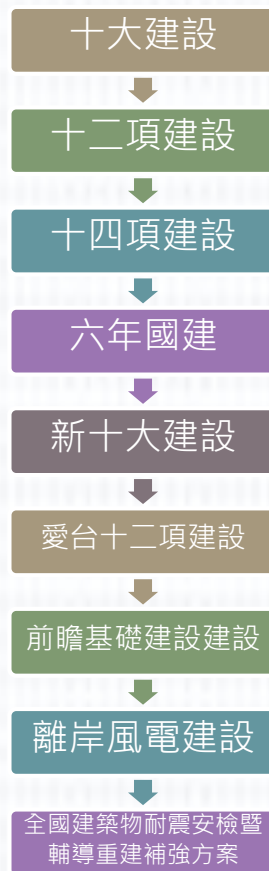 十大建設
十二項建設
十四項建設
六年國建
新十大建設
愛台十二項建設
前瞻基礎建設建設
離岸風電建設
全國建築物耐震安檢暨
輔導重建補強方案